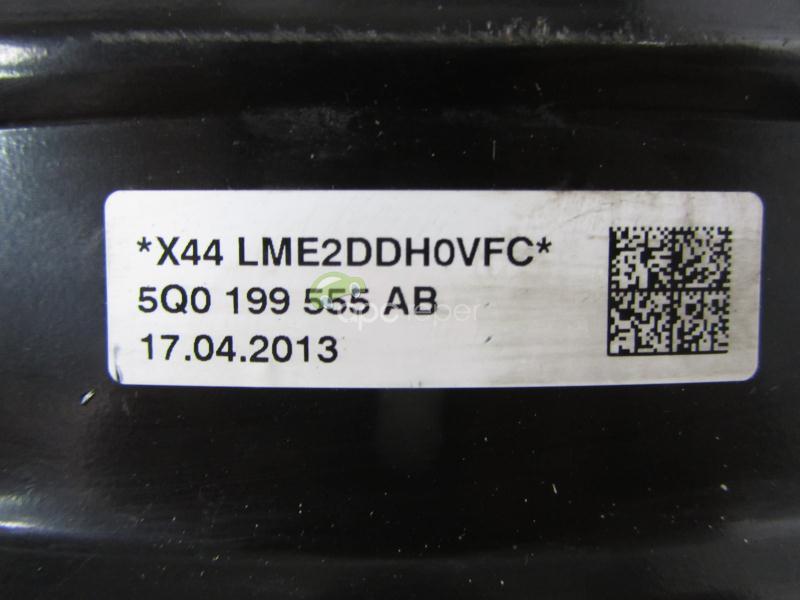 *X44 LME2DDH0VFC*
5Q0 199 555 AB
17.04.2013